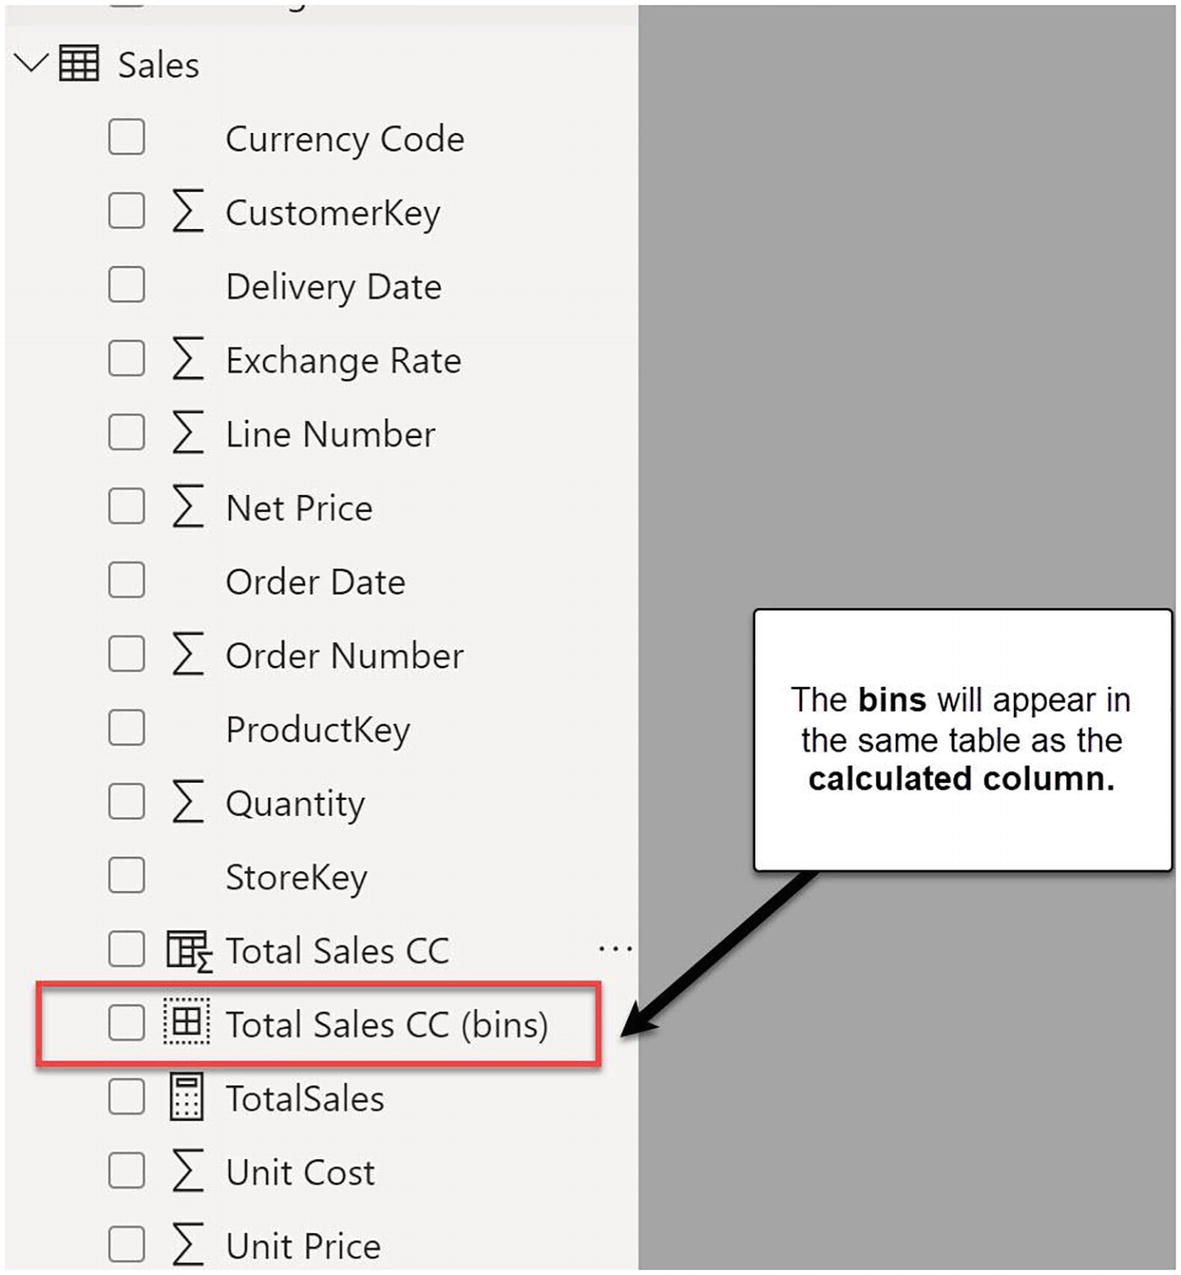 Sales
Currency Code
CustomerKey
Delivery Date
Exchange Rate
Line Number
Net Price
Order Date
Order Number
ProductKey
Quantity
StoreKey
Total Sales CC
Total Sales CC (bins)
TotalSales
Unit Cost
Unit Price
The bins will appear in
the same table as the
calculated column.